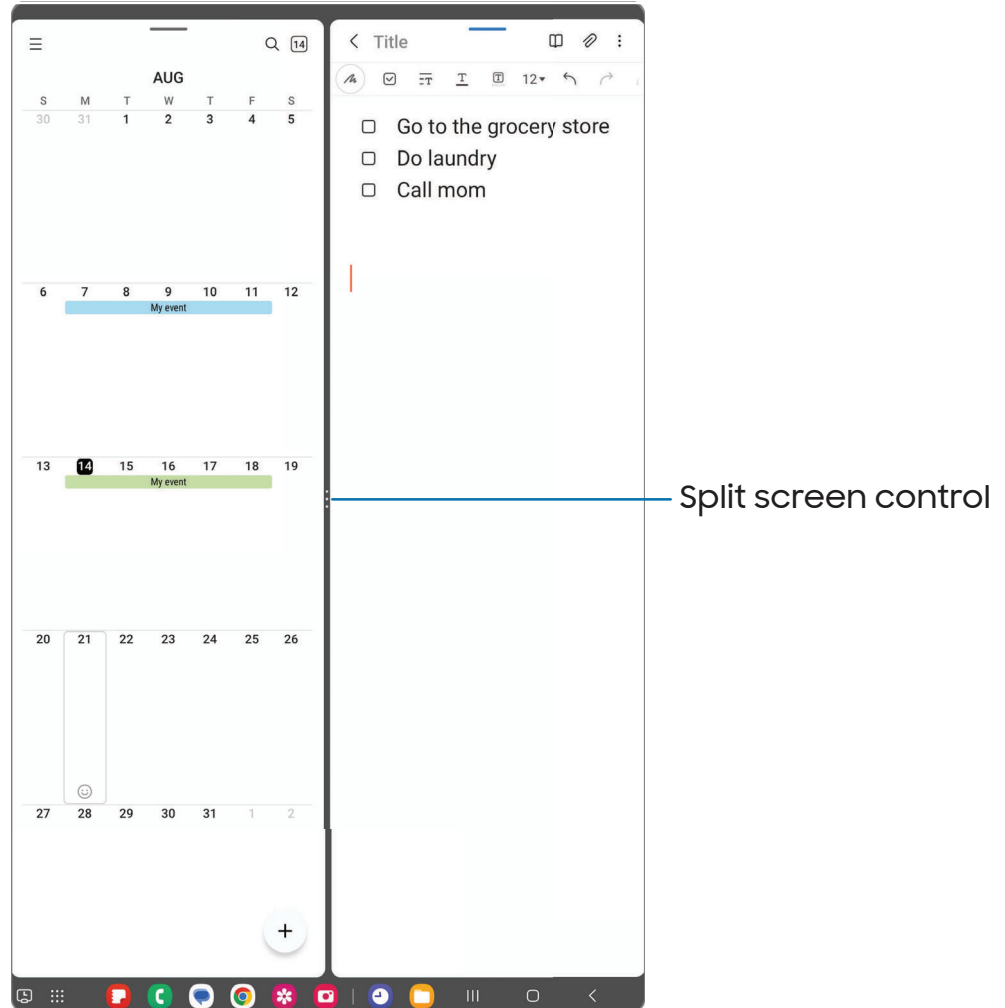 14
AUG
S M T W T F S
30 31 1 2 3 4 5
6 7 8 9 10 11 12
My event
13 14 15 16 17 18 19
My event
20 21 22 23 24 25 26
27 28 29 30 31 1 2
Title
T T T 12
Go to the grocery store
Do laundry
Call mom
Split screen control